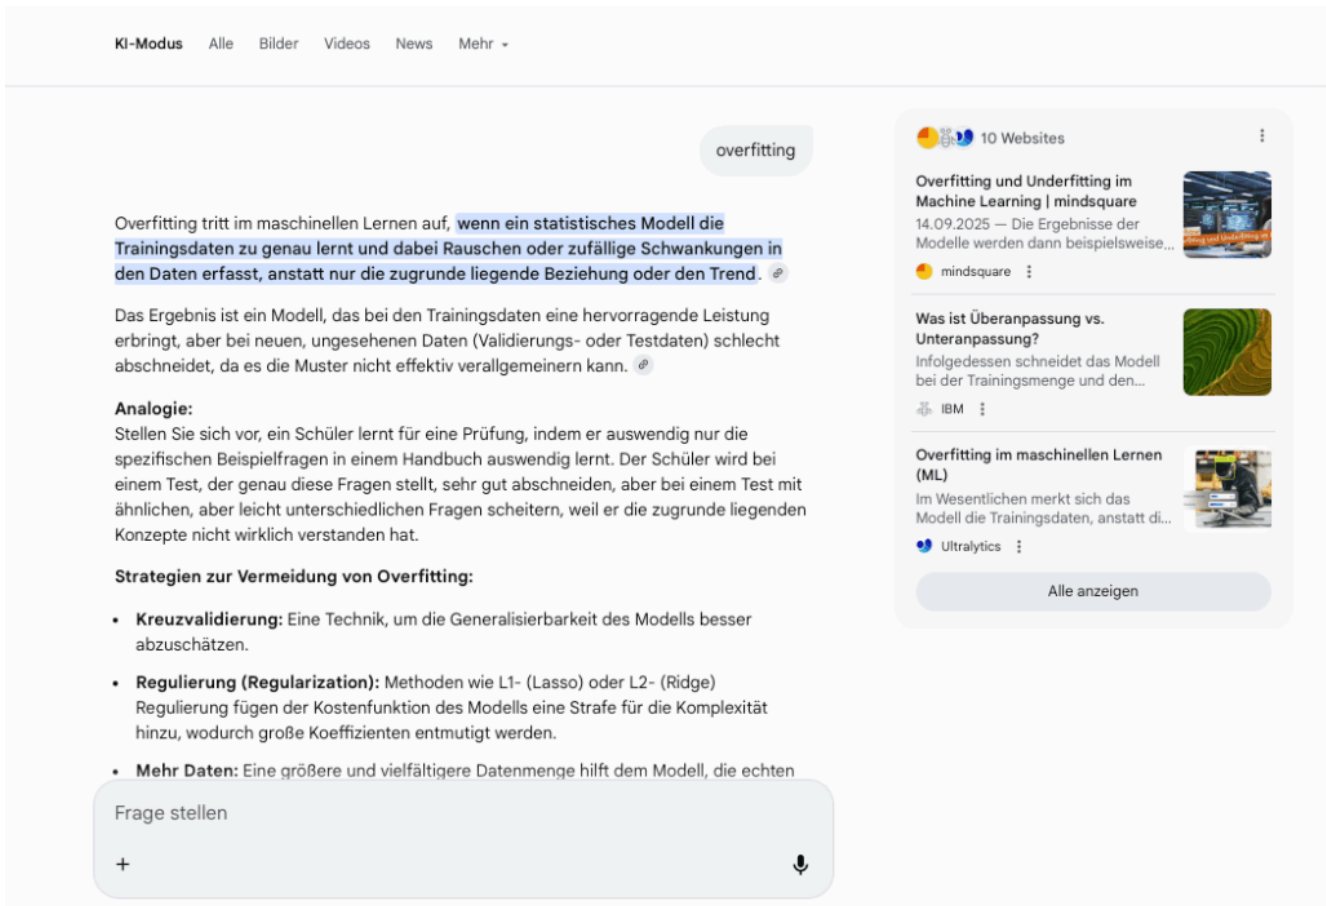 KI-Modus Alle Bilder Videos News Mehr
overfitting
Overfitting tritt im maschinellen Lernen auf, wenn ein statistisches Modell die
Trainingsdaten zu genau lernt und dabei Rauschen oder zufällige Schwankungen in
den Daten erfasst, anstatt nur die zugrunde liegende Beziehung oder den Trend.
Das Ergebnis ist ein Modell, das bei den Trainingsdaten eine hervorragende Leistung
erbringt, aber bei neuen, ungesehenen Daten (Validierungs- oder Testdaten) schlecht
abschneidet, da es die Muster nicht effektiv verallgemeinern kann.
Analogie:
Stellen Sie sich vor, ein Schüler lernt für eine Prüfung, indem er auswendig nur die
spezifischen Beispielfragen in einem Handbuch auswendig lernt. Der Schüler wird bei
einem Test, der genau diese Fragen stellt, sehr gut abschneiden, aber bei einem Test mit
ähnlichen, aber leicht unterschiedlichen Fragen scheitern, weil er die zugrunde liegenden
Konzepte nicht wirklich verstanden hat.
Strategien zur Vermeidung von Overfitting:
• Kreuzvalidierung: Eine Technik, um die Generalisierbarkeit des Modells besser
abzuschätzen.
• Regulierung (Regularization): Methoden wie L1- (Lasso) oder L2- (Ridge)
Regulierung fügen der Kostenfunktion des Modells eine Strafe für die Komplexität
hinzu, wodurch große Koeffizienten entmutigt werden.
• Mehr Daten: Eine größere und vielfältigere Datenmenge hilft dem Modell, die echten
Frage stellen
10 Websites
Overfitting und Underfitting im
Machine Learning | mindsquare
14.09.2025 — Die Ergebnisse der
Modelle werden dann beispielsweise...
mindsquare
Was ist Überanpassung vs.
Unteranpassung?
Infolgedessen schneidet das Modell
bei der Trainingsmenge und den...
IBM
Overfitting im maschinellen Lernen
(ML)
Im Wesentlichen merkt sich das
Modell die Trainingsdaten, anstatt di...
Ultralytics
Alle anzeigen